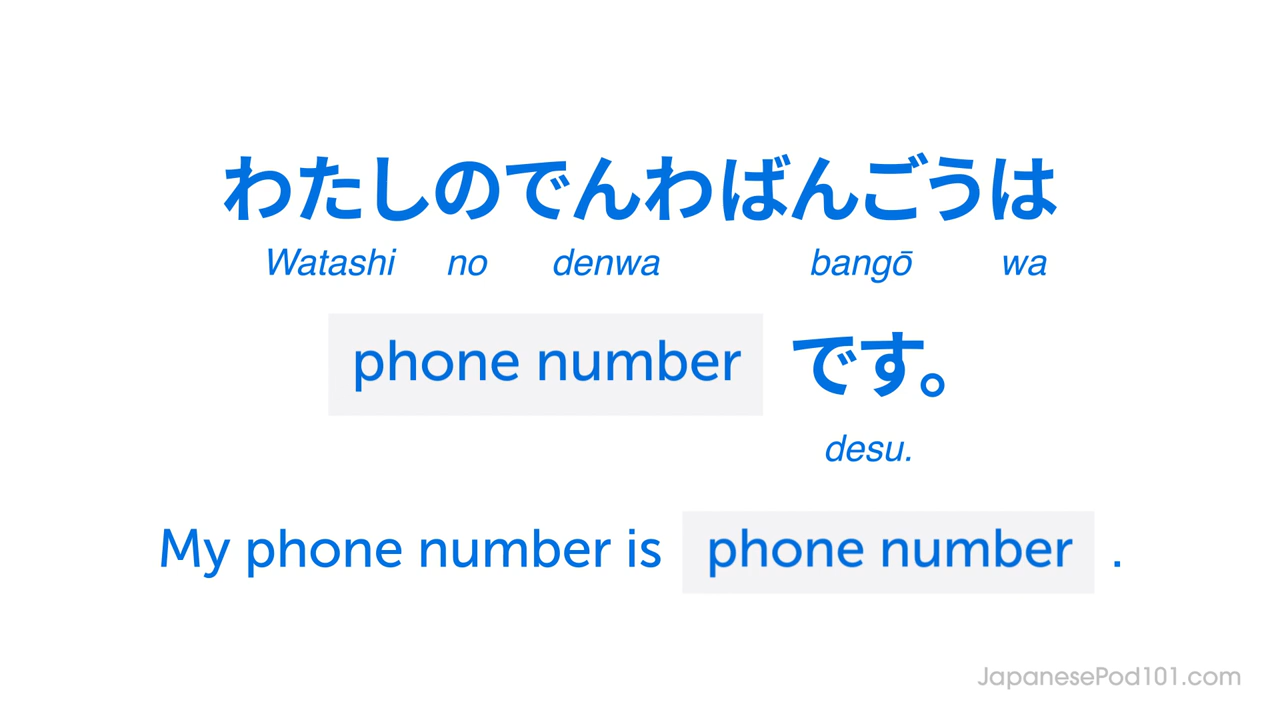 わたしのでんわばんごうは
Watashi no denwa bangō wa
phone number です。
desu.
My phone number is phone number .
JapanesePod101.com